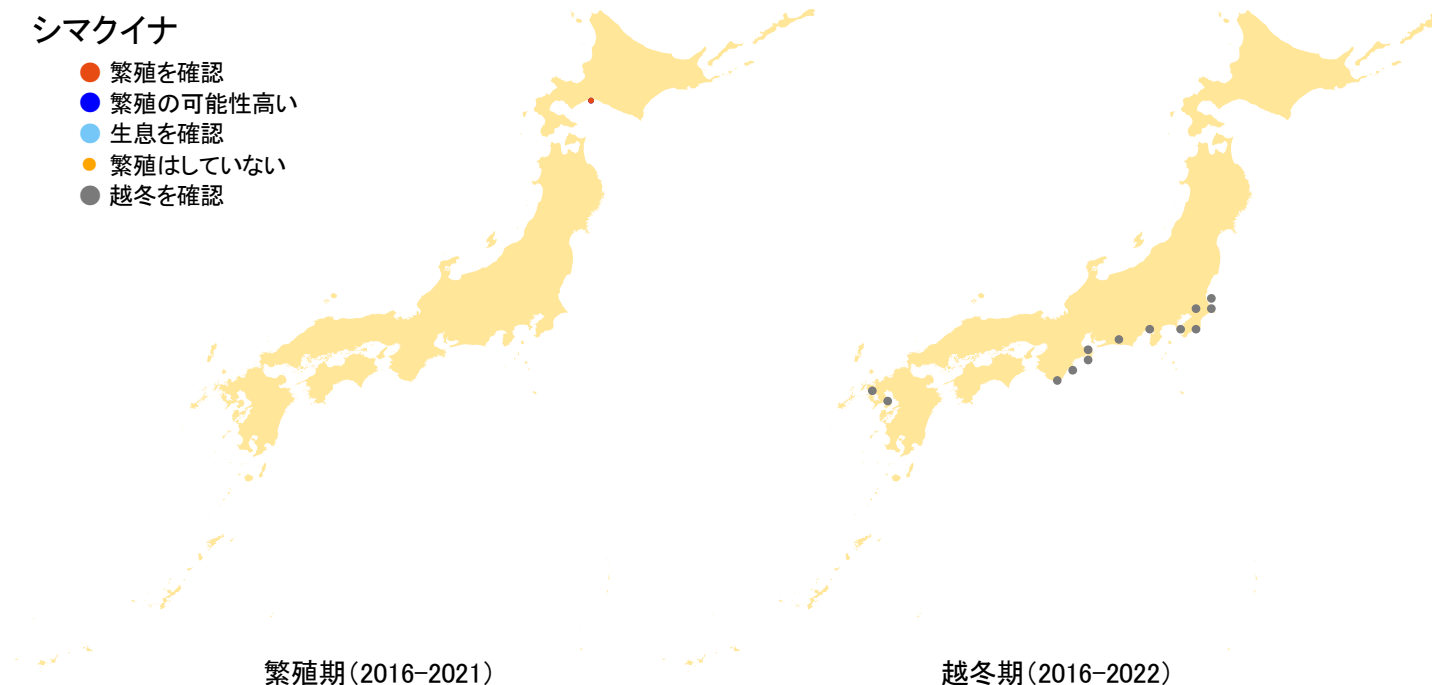 シマクイナ
繁殖を確認
繁殖の可能性高い
生息を確認
繁殖はしていない
越冬を確認
繁殖期(2016-2021)
越冬期(2016-2022)